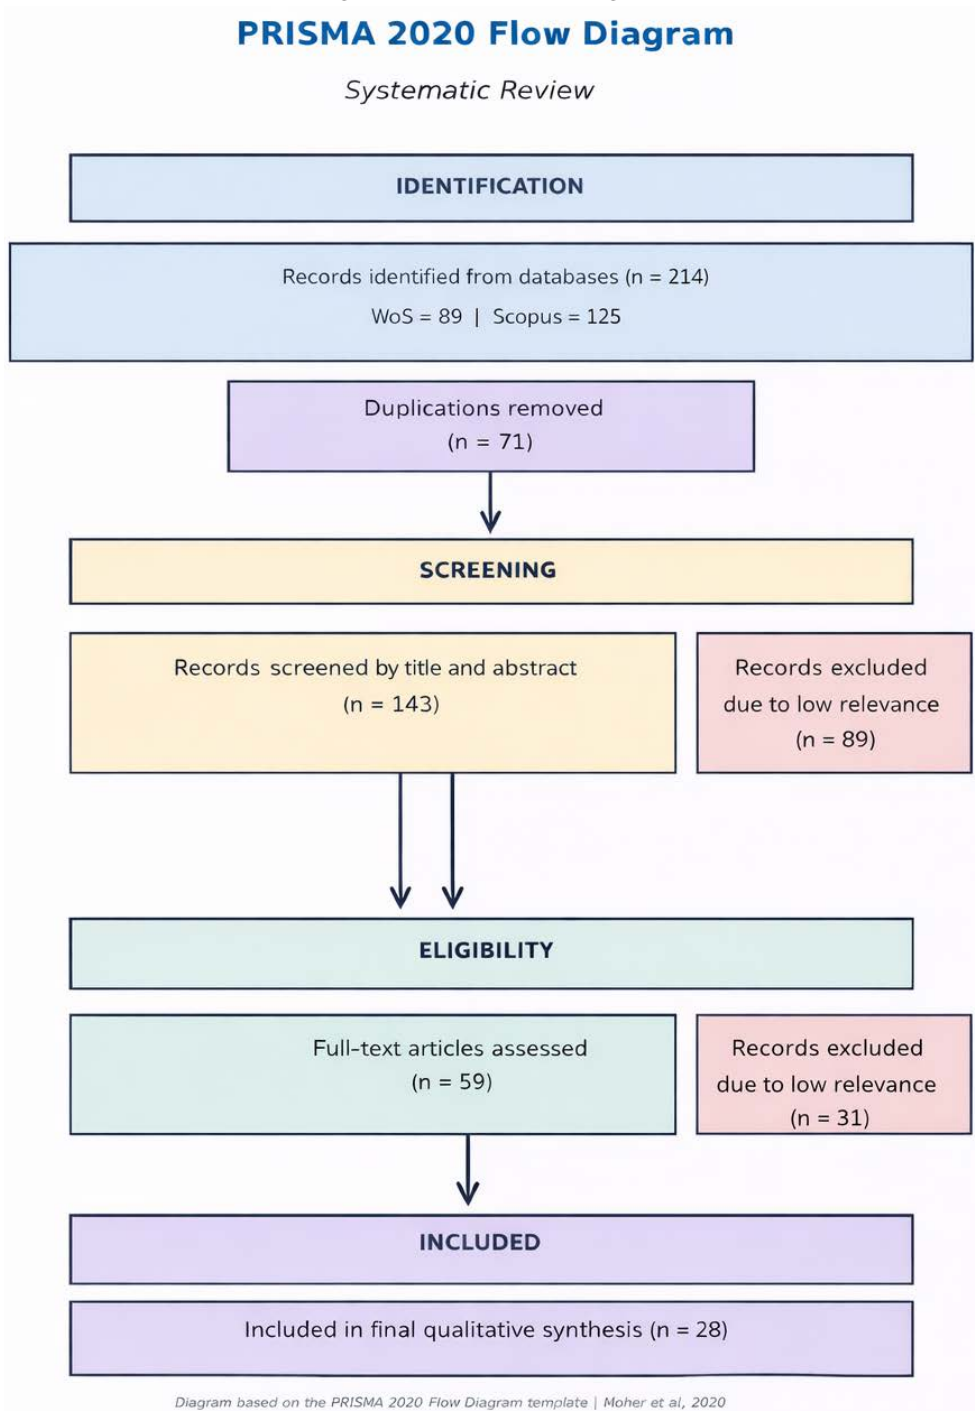 PRISMA 2020 Flow Diagram
Systematic Review
IDENTIFICATION
Records identified from databases (n = 214)
WoS = 89 | Scopus = 125
Duplications removed
(n = 71)
SCREENING
Records screened by title and abstract
(n = 143)
Records excluded
due to low relevance
(n = 89)
ELIGIBILITY
Full-text articles assessed
(n = 59)
Records excluded
due to low relevance
(n = 31)
INCLUDED
Included in final qualitative synthesis (n = 28)
Diagram based on the PRISMA 2020 Flow Diagram template | Moher et al, 2020